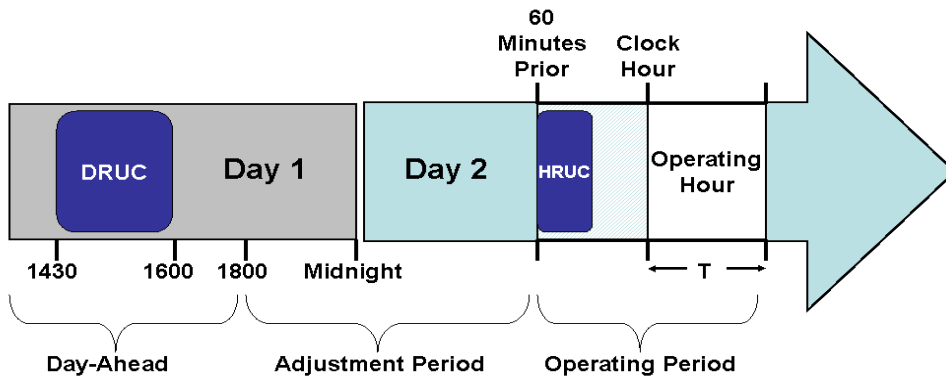 60
Minutes
Prior
Clock
Hour
DRUC
Day 1
Day 2
HRUC
Operating
Hour
1430
1600
1800
Midnight
T
Day-Ahead
Adjustment Period
Operating Period